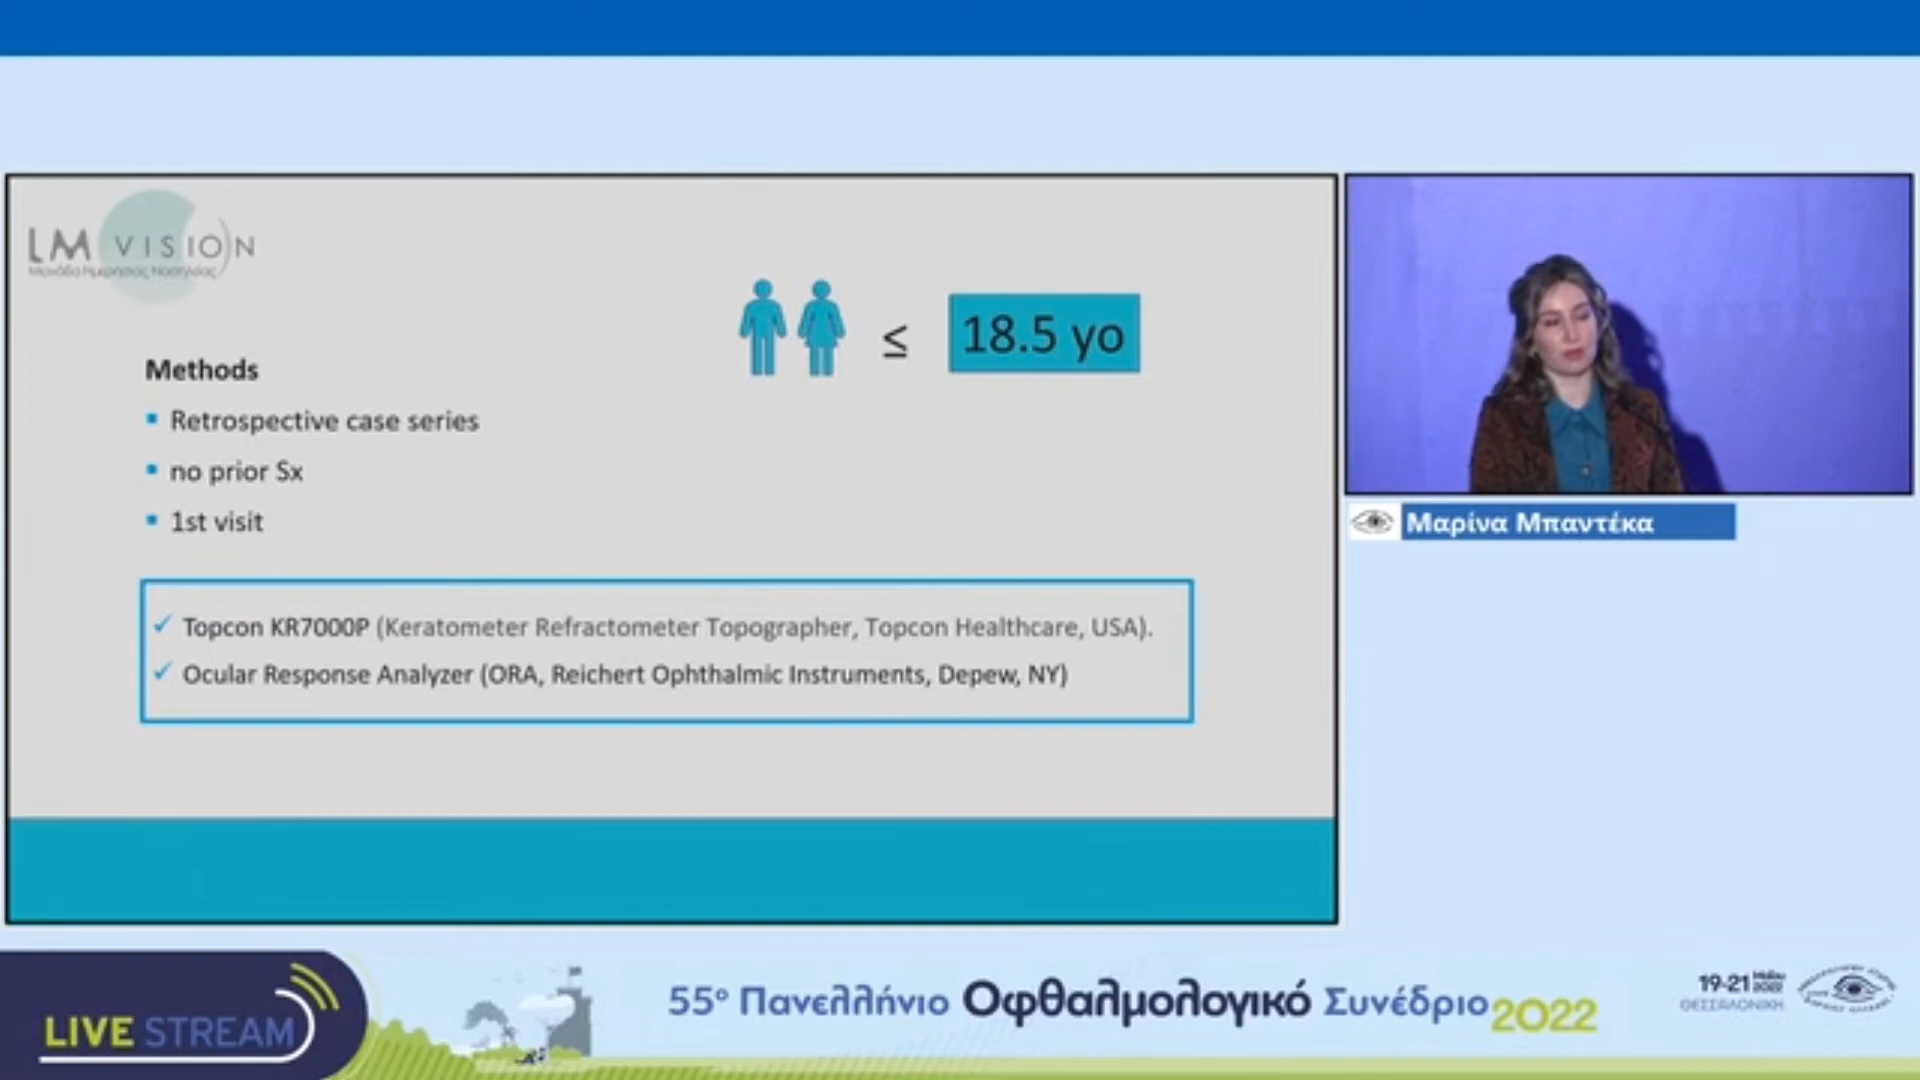 LM VISION
Μονάδα Ημερήσιας Νοσηλείας
≤ 18.5 yo
Methods
Retrospective case series
no prior Sx
1st visit
Topcon KR7000P (Keratometer Refractometer Topographer, Topcon Healthcare, USA).
Ocular Response Analyzer (ORA, Reichert Ophthalmic Instruments, Depew, NY)
Μαρίνα Μπαντέκα
LIVE STREAM
55º Πανελλήνιο Οφθαλμολογικό Συνέδριο 2022
19-21 Μαΐου 2022
ΘΕΣΣΑΛΟΝΙΚΗ